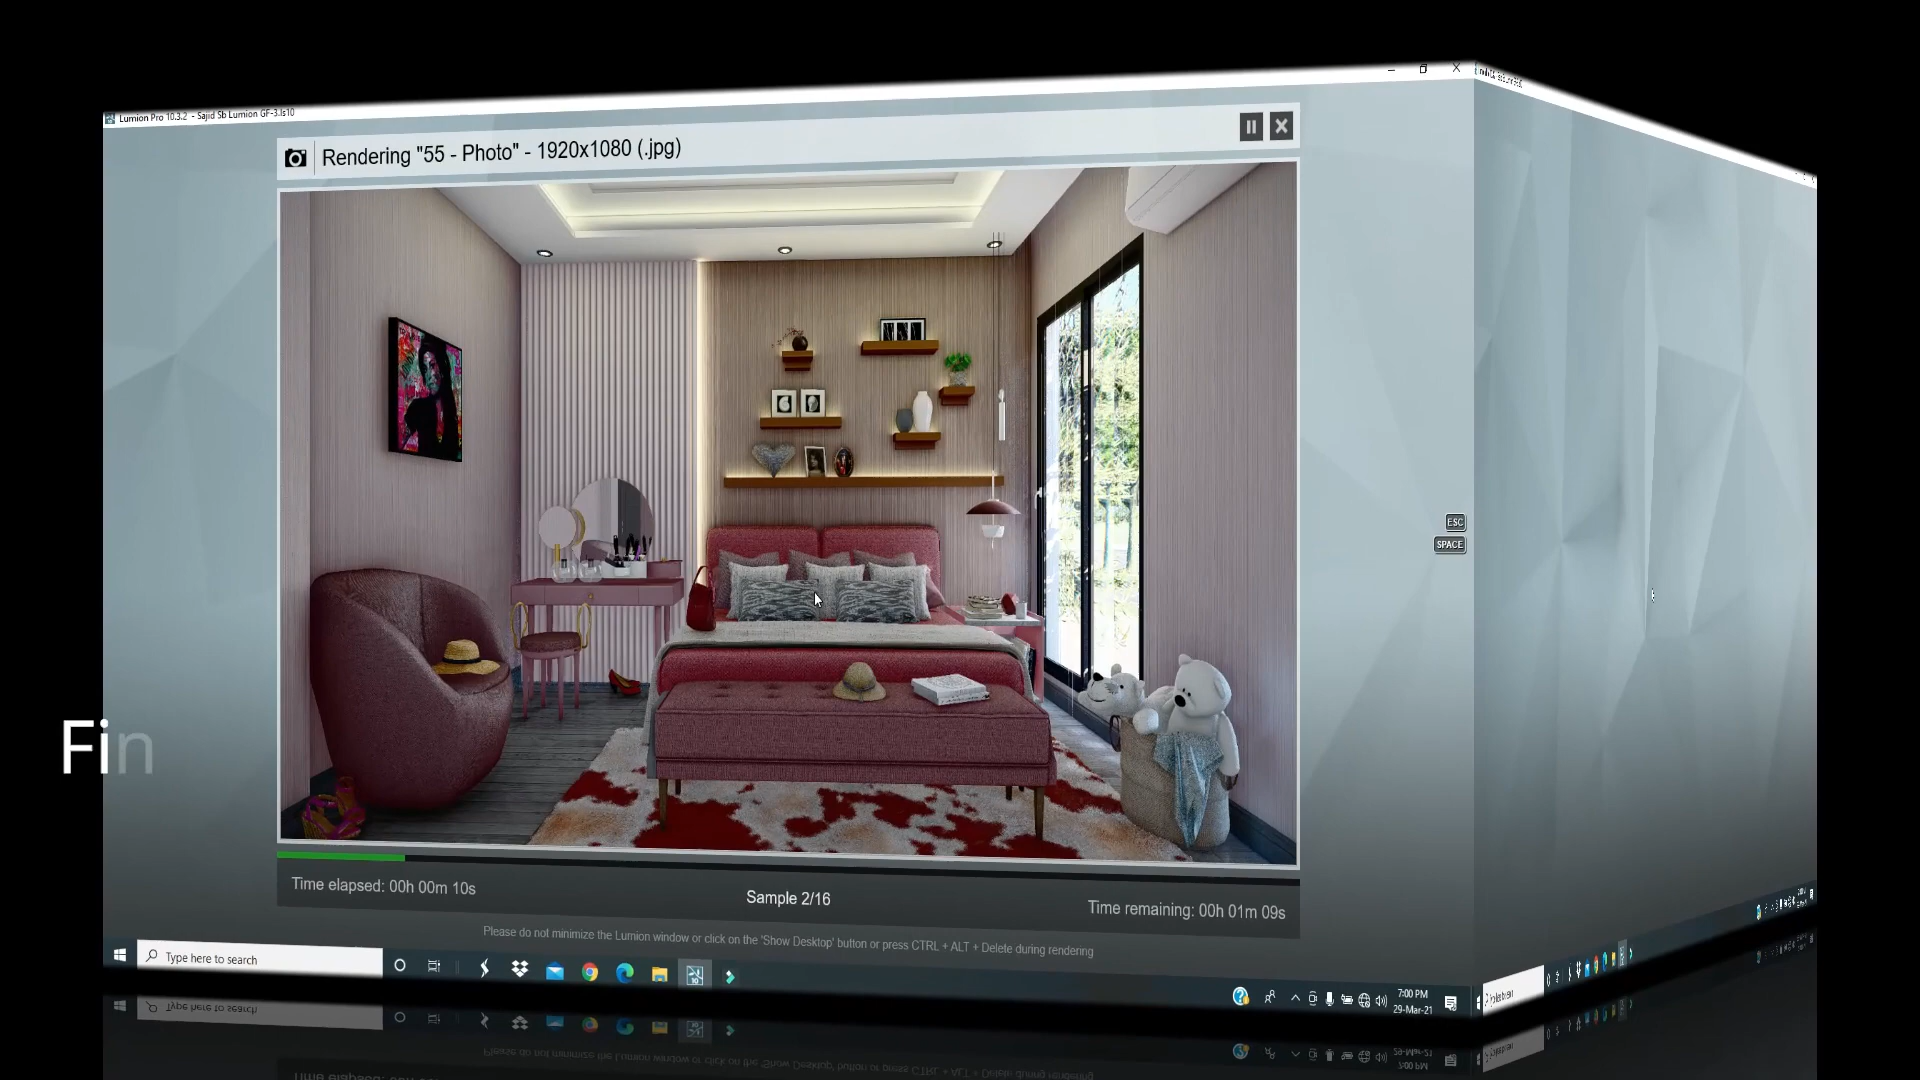 Lumion Pro 10.3.2 - Sajid Sb Lumion GF-3.ls10
Rendering "55 - Photo" - 1920x1080 (.jpg)
ESC
SPACE
Fin
Time elapsed: 00h 00m 10s
Sample 2/16
Time remaining: 00h 01m 09s
Please do not minimize the Lumion window or click on the 'Show Desktop' button or press CTRL + ALT + Delete during rendering
Type here to search
7:00 PM
29-Mar-21